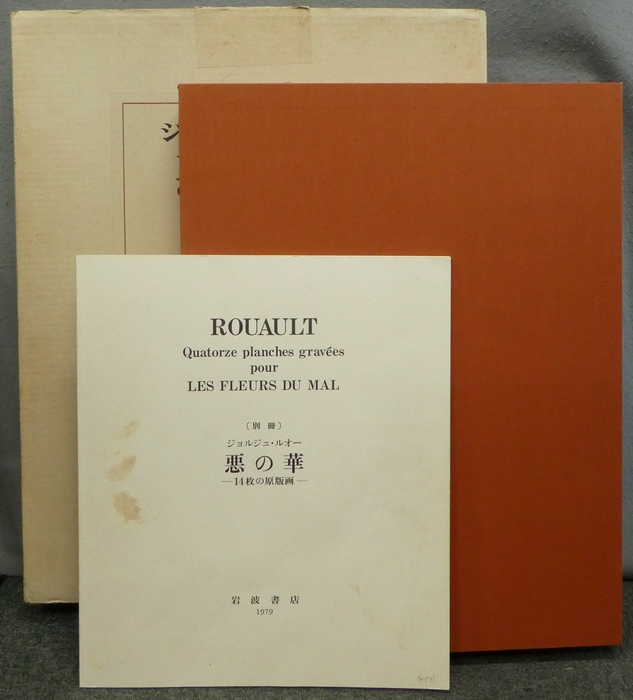 ジ
ROUAULT
Quatorze planches gravées
pour
LES FLEURS DU MAL
〔別 冊〕
ジョルジュ・ルオー
悪の華
—14枚の原版画—
岩波書店
1979